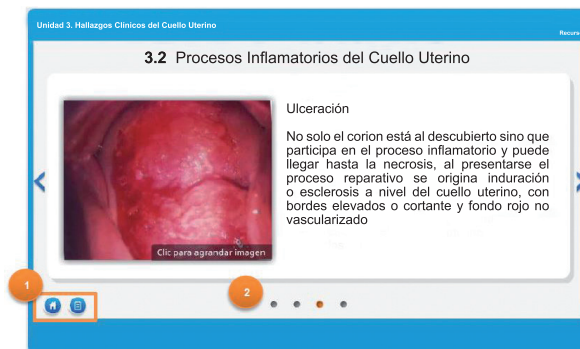 Unidad 3. Hallazgos Clínicos del Cuello Uterino
Recurso
3.2 Procesos Inflamatorios del Cuello Uterino
Ulceración
No solo el corion está al descubierto sino que
participa en el proceso inflamatorio y puede
llegar hasta la necrosis, al presentarse el
proceso reparativo se origina induración
o esclerosis a nivel del cuello uterino, con
bordes elevados o cortante y fondo rojo no
vascularizado
Clic para agrandar imagen
1
2